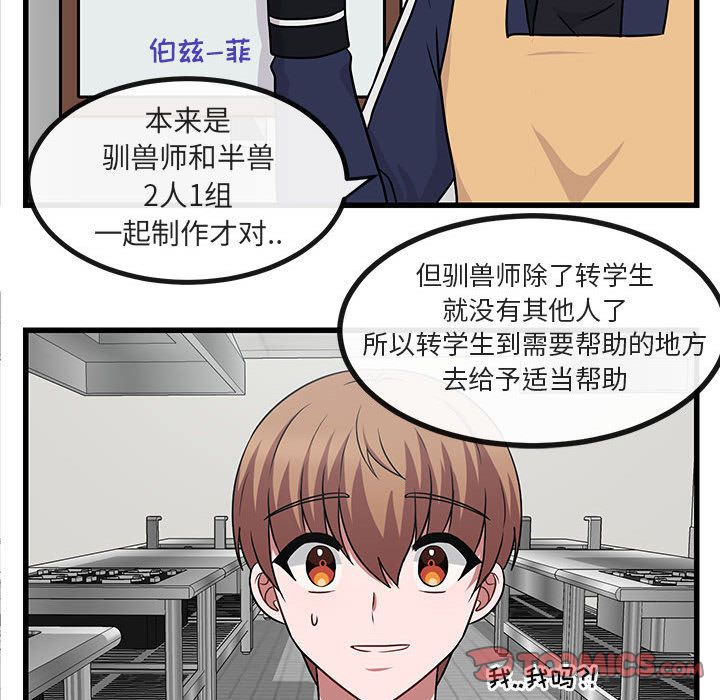 伯兹-菲
本来是
驯兽师和半兽
2人1组
一起制作才对..
但驯兽师除了转学生
就没有其他人了
所以转学生到需要帮助的地方
去给予适当帮助
我..我吗?!
TOOMICS.COM